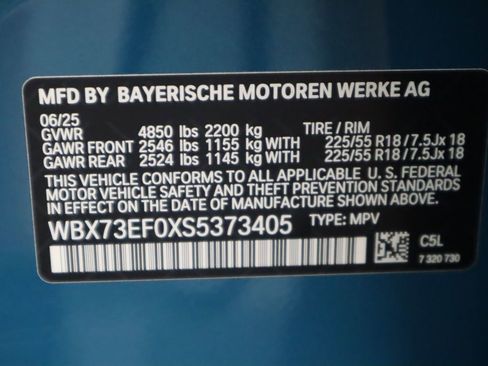 MFD BY BAYERISCHE MOTOREN WERKE AG
06/25
GVWR 4850 lbs 2200 kg TIRE / RIM
GAWR FRONT 2546 lbs 1155 kg WITH 225/55 R18/7.5Jx 18
GAWR REAR 2524 lbs 1145 kg WITH 225/55 R18/7.5Jx 18
THIS VEHICLE CONFORMS TO ALL APPLICABLE U. S. FEDERAL
MOTOR VEHICLE SAFETY AND THEFT PREVENTION STANDARDS
IN EFFECT ON THE DATE OF MANUFACTURE SHOWN ABOVE.
WBX73EF0XS5373405 TYPE: MPV
C5L
7 320 730